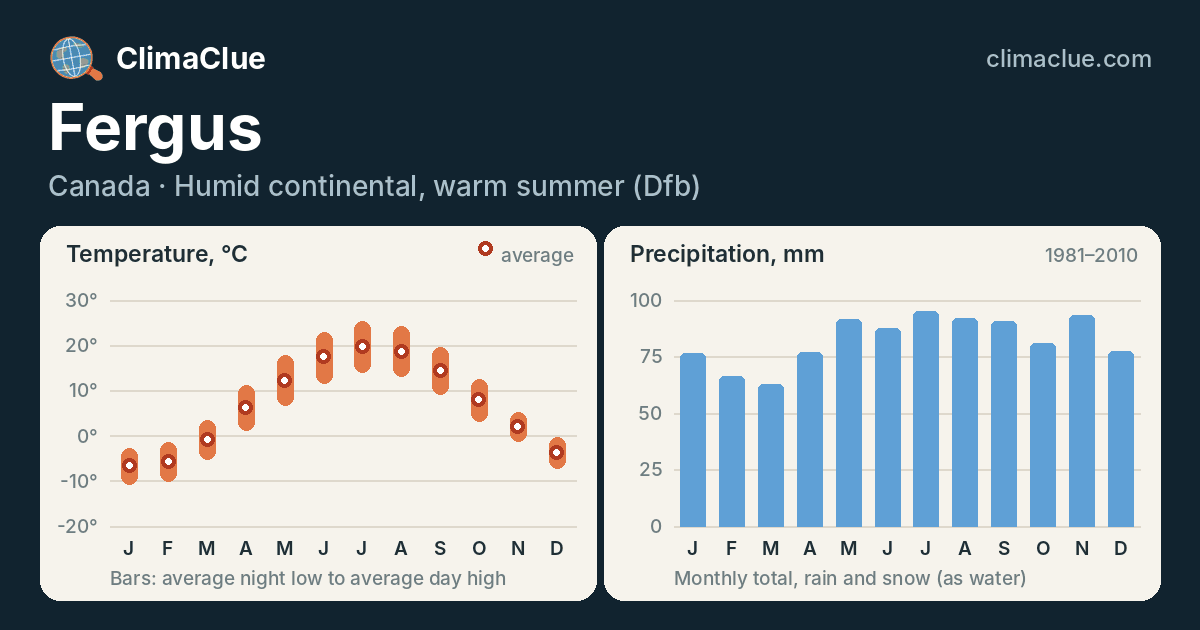 ClimaClue
climaclue.com
Fergus
Canada · Humid continental, warm summer (Dfb)
Temperature, °C
average
30°
20°
10°
0°
-10°
-20°
J F M A M J J A S O N D
Bars: average night low to average day high
Precipitation, mm
1981–2010
100
75
50
25
0
J F M A M J J A S O N D
Monthly total, rain and snow (as water)